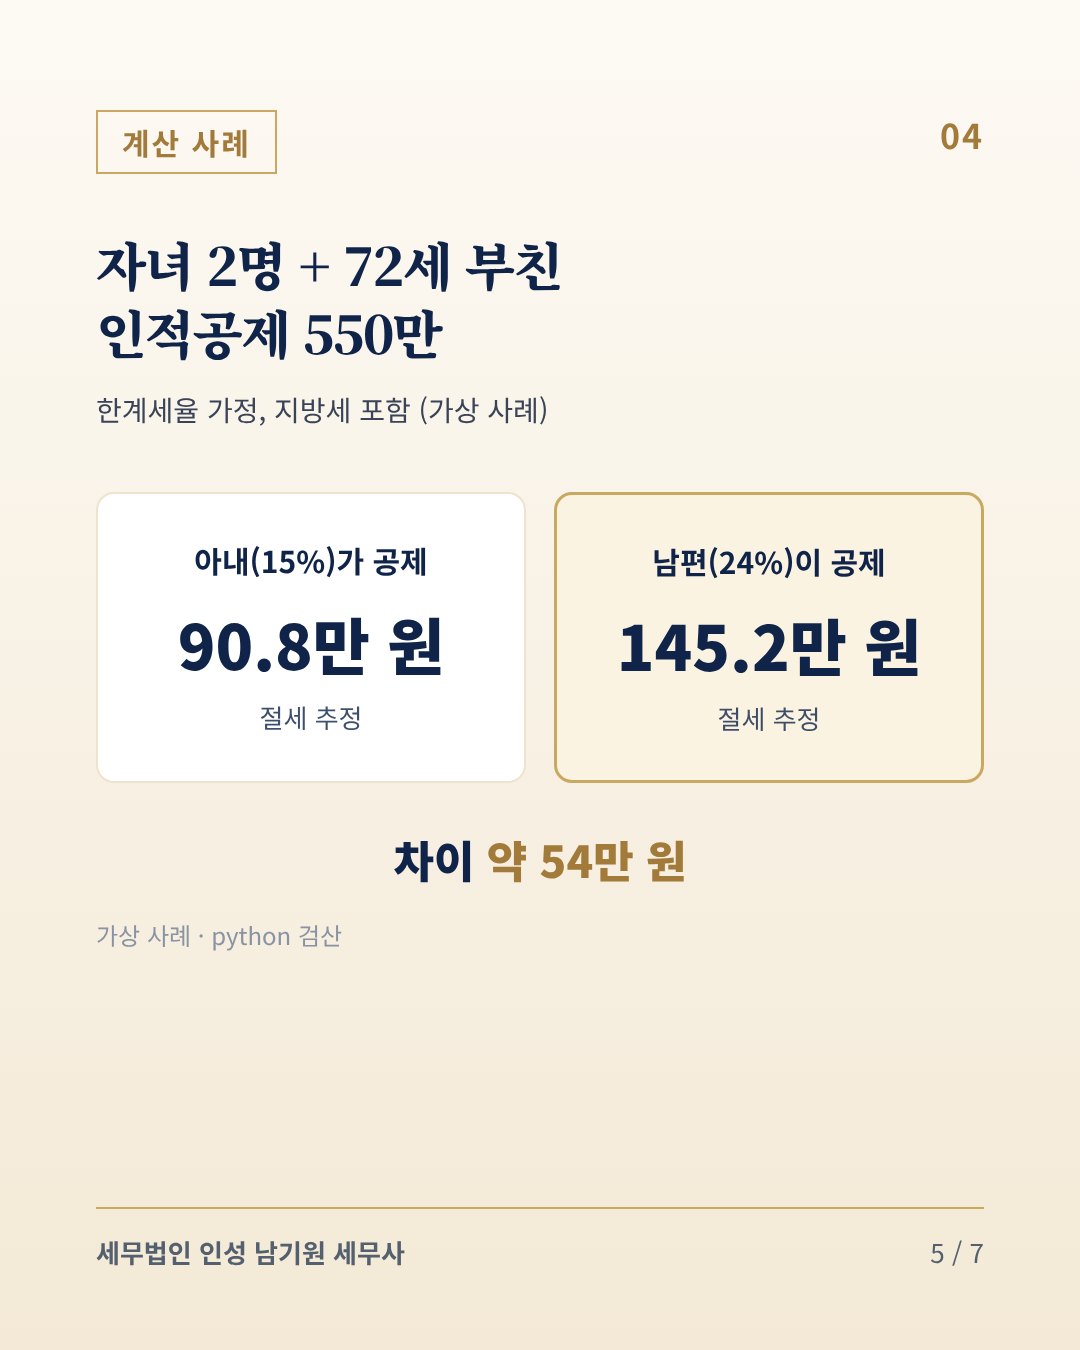 계산 사례
04
자녀 2명 + 72세 부친
인적공제 550만
한계세율 가정, 지방세 포함 (가상 사례)
아내(15%)가 공제
90.8만 원
절세 추정
남편(24%)이 공제
145.2만 원
절세 추정
차이 약 54만 원
가상 사례 · python 검산
세무법인 인성 남기원 세무사
5 / 7